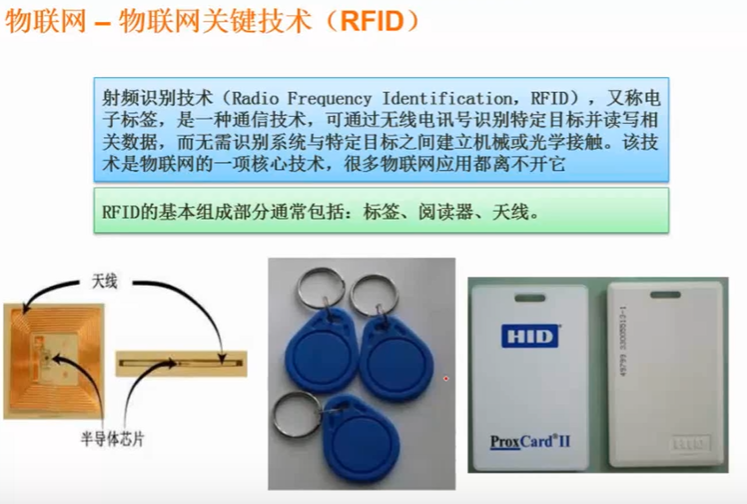 物联网 – 物联网关键技术（RFID）
射频识别技术（Radio Frequency Identification，RFID），又称电
子标签，是一种通信技术，可通过无线电讯号识别特定目标并读写相
关数据，而无需识别系统与特定目标之间建立机械或光学接触。该技
术是物联网的一项核心技术，很多物联网应用都离不开它
RFID的基本组成部分通常包括：标签、阅读器、天线。
天线
半导体芯片
HID
ProxCard® II
HID